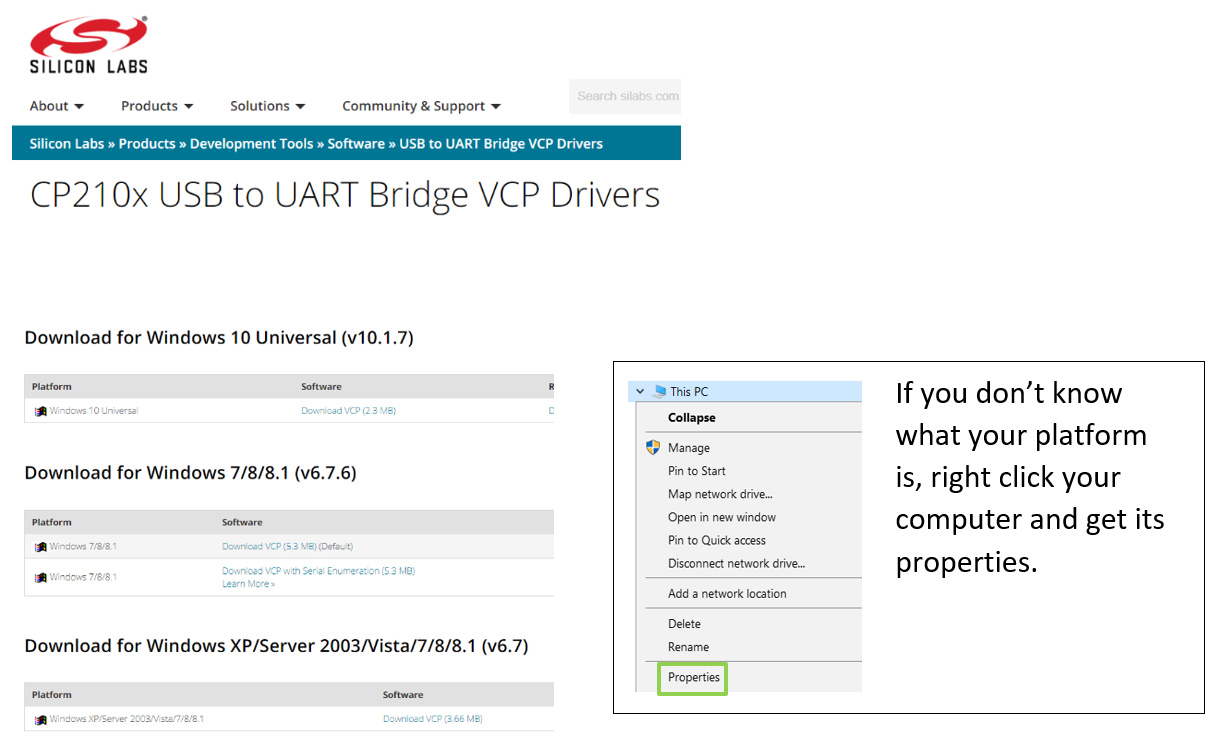 SILICON LABS
About Products Solutions Community & Support Search silabs.com
Silicon Labs » Products » Development Tools » Software » USB to UART Bridge VCP Drivers
CP210x USB to UART Bridge VCP Drivers
Download for Windows 10 Universal (v10.1.7)
Platform Software R
Windows 10 Universal Download VCP (2.3 MB) D
Download for Windows 7/8/8.1 (v6.7.6)
Platform Software
Windows 7/8/8.1 Download VCP (5.3 MB) (Default)
Windows 7/8/8.1 Download VCP with Serial Enumeration (5.3 MB)
Learn More »
Download for Windows XP/Server 2003/Vista/7/8/8.1 (v6.7)
Platform Software
Windows XP/Server 2003/Vista/7/8/8.1 Download VCP (3.66 MB)
This PC
Collapse
Manage
Pin to Start
Map network drive...
Open in new window
Pin to Quick access
Disconnect network drive...
Add a network location
Delete
Rename
Properties
If you don’t know
what your platform
is, right click your
computer and get its
properties.